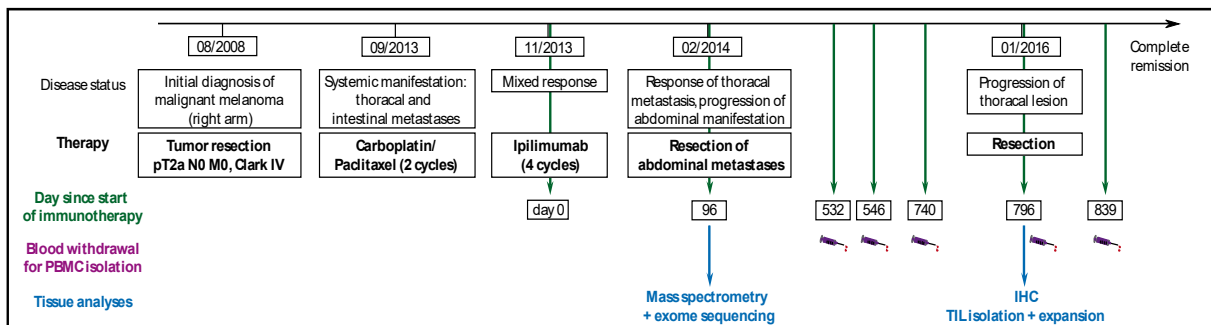 08/2008
09/2013
11/2013
02/2014
01/2016
Complete
remission
Disease status
Initial diagnosis of
malignant melanoma
(right arm)
Systemic manifestation:
thoracal and
intestinal metastases
Mixed response
Response of thoracal
metastasis, progression of
abdominal manifestation
Progression of
thoracal lesion
Therapy
Tumor resection
pT2a N0 M0, Clark IV
Carboplatin/
Paclitaxel (2 cycles)
Ipilimumab
(4 cycles)
Resection of
abdominal metastases
Resection
Day since start
of immunotherapy
day 0
96
532
546
740
796
839
Blood withdrawal
for PBMC isolation
Tissue analyses
Mass spectrometry
+ exome sequencing
IHC
TIL isolation + expansion